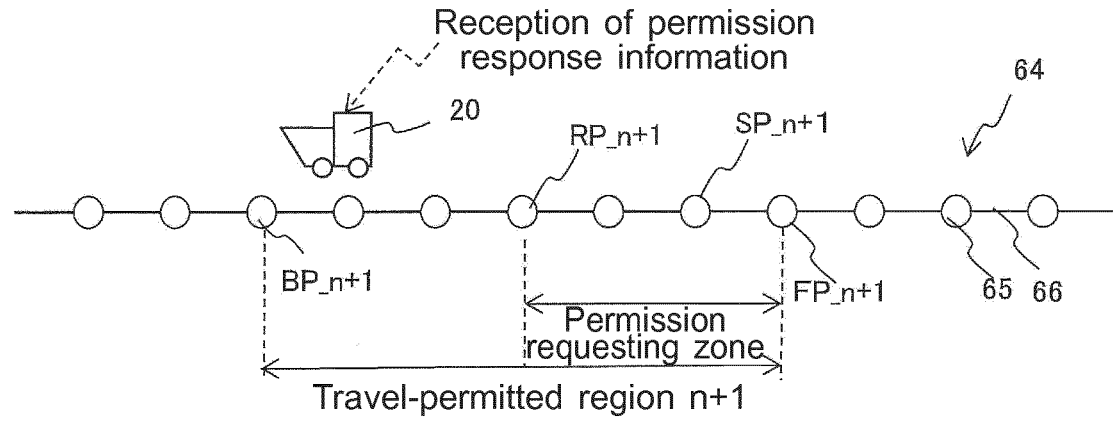 Reception of permission
response information
64
20
RP_n+1
SP_n+1
BP_n+1
FP_n+1
65
66
Permission
requesting zone
Travel-permitted region n+1